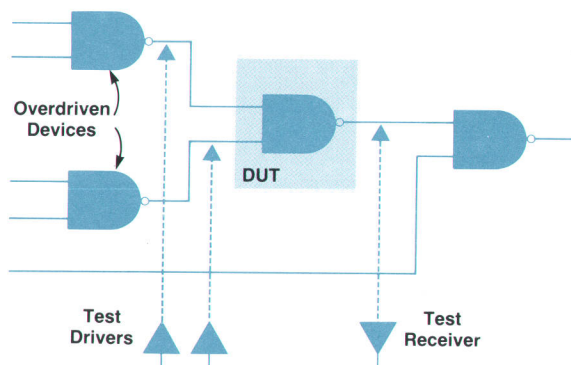 Overdriven
Devices
DUT
Test
Drivers
Test
Receiver